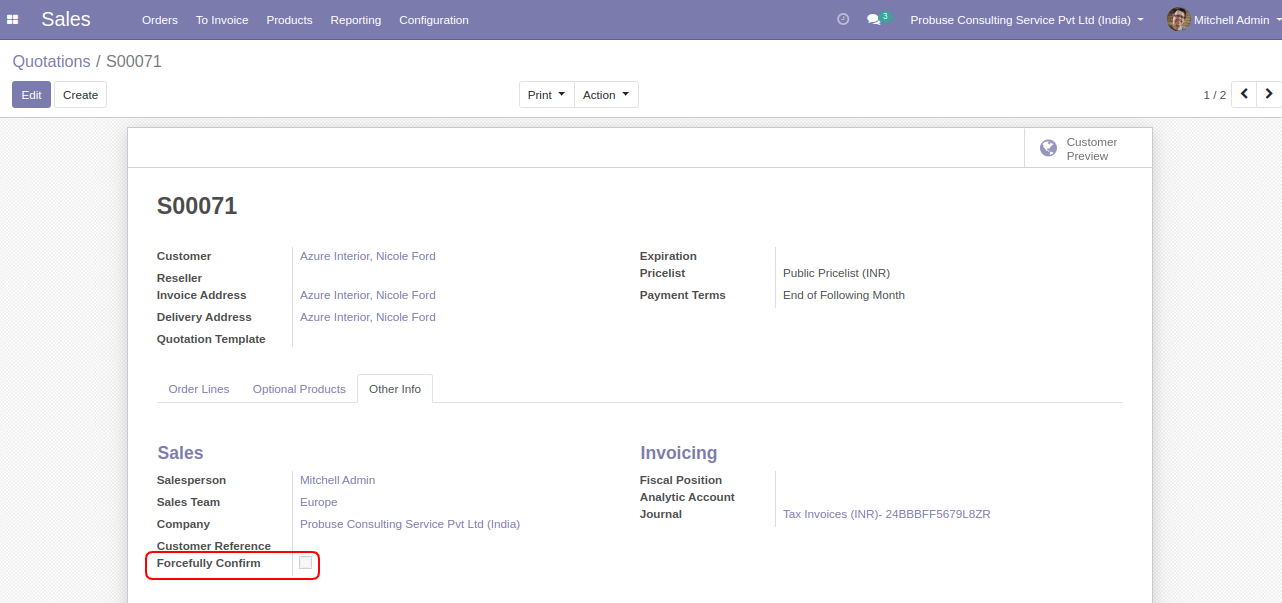 Sales Orders To Invoice Products Reporting Configuration 3 Probuse Consulting Service Pvt Ltd (India) Mitchell Admin
Quotations / S00071
Edit Create Print Action 1 / 2
Customer
Preview
S00071
Customer Azure Interior, Nicole Ford
Reseller
Invoice Address Azure Interior, Nicole Ford
Delivery Address Azure Interior, Nicole Ford
Quotation Template
Expiration
Pricelist Public Pricelist (INR)
Payment Terms End of Following Month
Order Lines Optional Products Other Info
Sales
Salesperson Mitchell Admin
Sales Team Europe
Company Probuse Consulting Service Pvt Ltd (India)
Customer Reference
Forcefully Confirm
Invoicing
Fiscal Position
Analytic Account
Journal Tax Invoices (INR)- 24BBBFF5679L8ZR